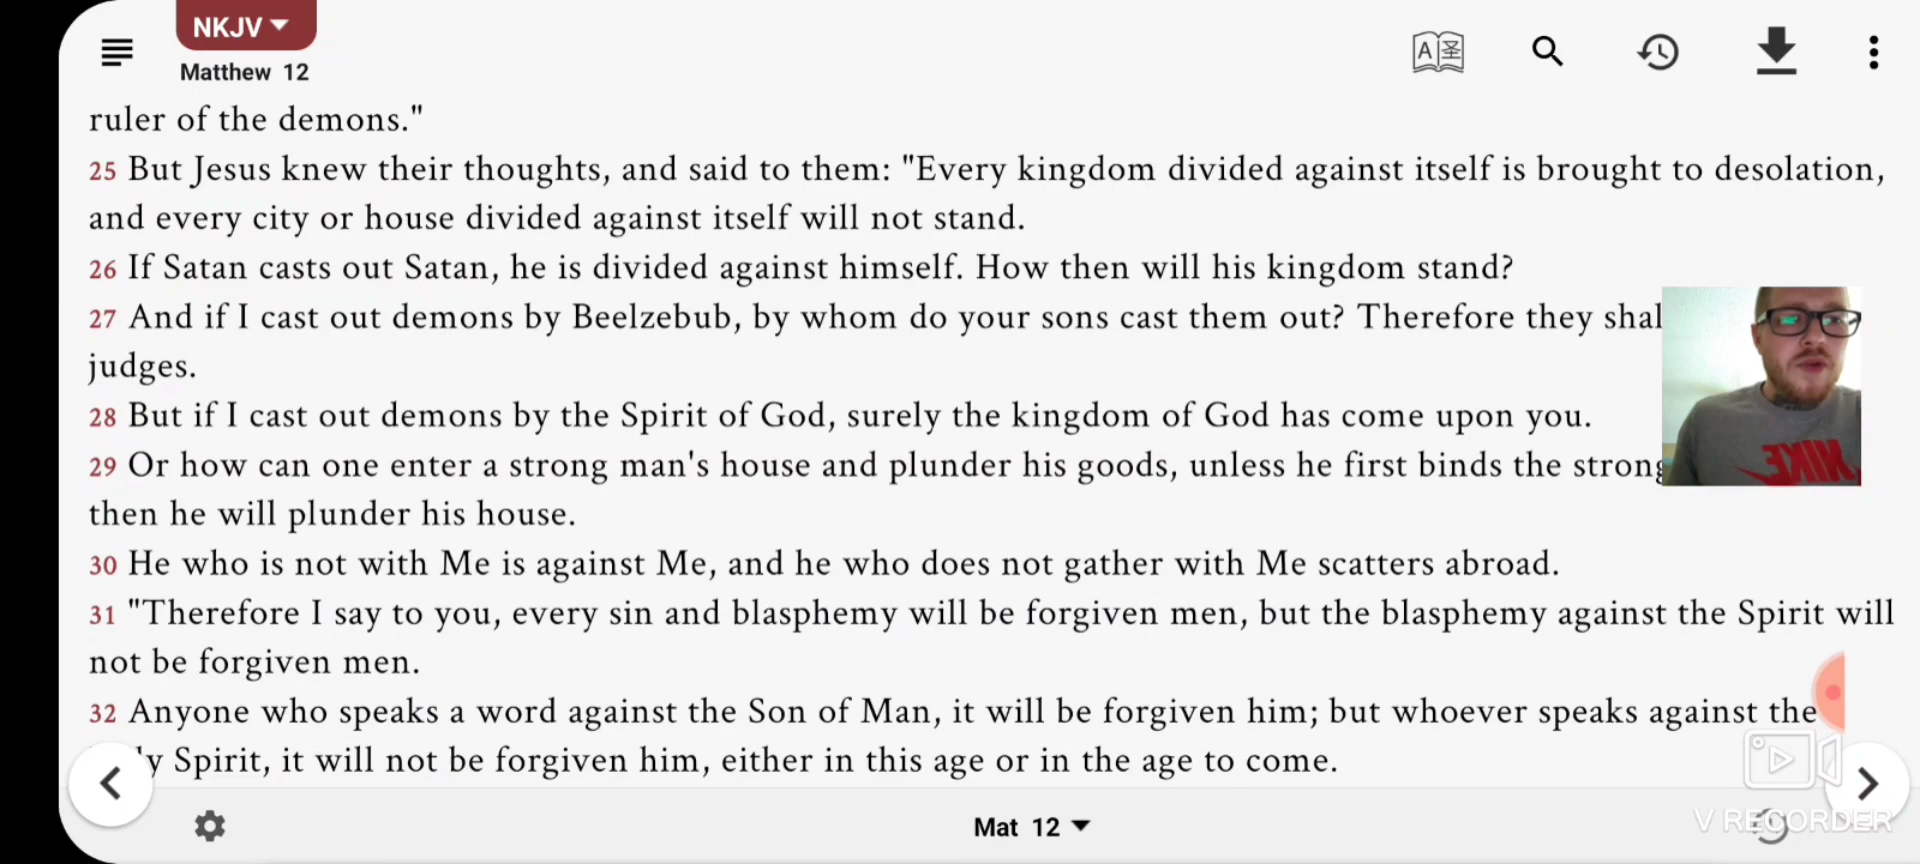 NKJV
Matthew 12
A 圣
ruler of the demons."
25 But Jesus knew their thoughts, and said to them: "Every kingdom divided against itself is brought to desolation,
and every city or house divided against itself will not stand.
26 If Satan casts out Satan, he is divided against himself. How then will his kingdom stand?
27 And if I cast out demons by Beelzebub, by whom do your sons cast them out? Therefore they shal
judges.
28 But if I cast out demons by the Spirit of God, surely the kingdom of God has come upon you.
29 Or how can one enter a strong man's house and plunder his goods, unless he first binds the strong
then he will plunder his house.
30 He who is not with Me is against Me, and he who does not gather with Me scatters abroad.
31 "Therefore I say to you, every sin and blasphemy will be forgiven men, but the blasphemy against the Spirit will
not be forgiven men.
32 Anyone who speaks a word against the Son of Man, it will be forgiven him; but whoever speaks against the
y Spirit, it will not be forgiven him, either in this age or in the age to come.
NIKE
Mat 12
V RECORDER